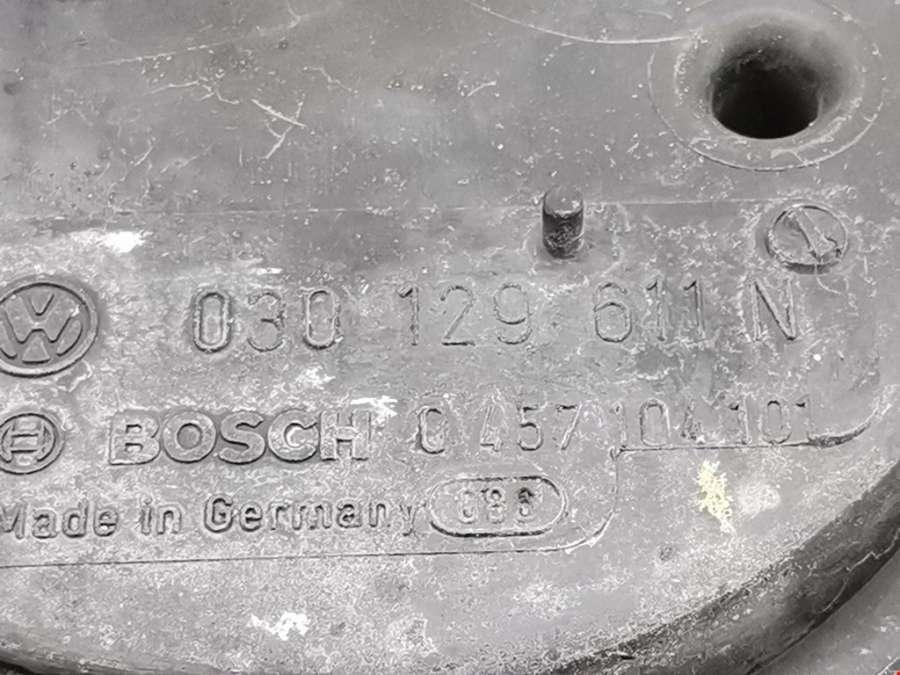 030 129 611 N
BOSCH 0 457 104 101
Made in Germany